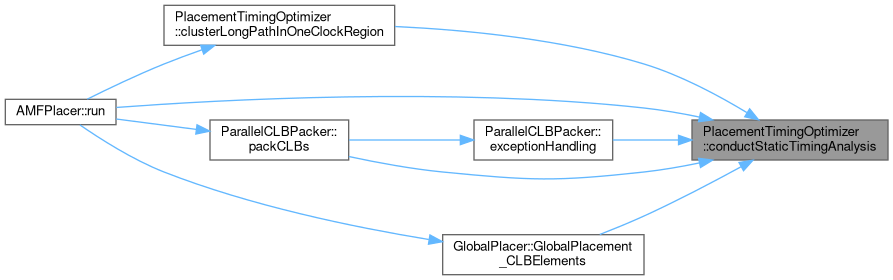 PlacementTimingOptimizer
::clusterLongPathInOneClockRegion
AMFPlacer::run
ParallelCLBPacker::
packCLBs
ParallelCLBPacker::
exceptionHandling
PlacementTimingOptimizer
::conductStaticTimingAnalysis
GlobalPlacer::GlobalPlacement
_CLBElements